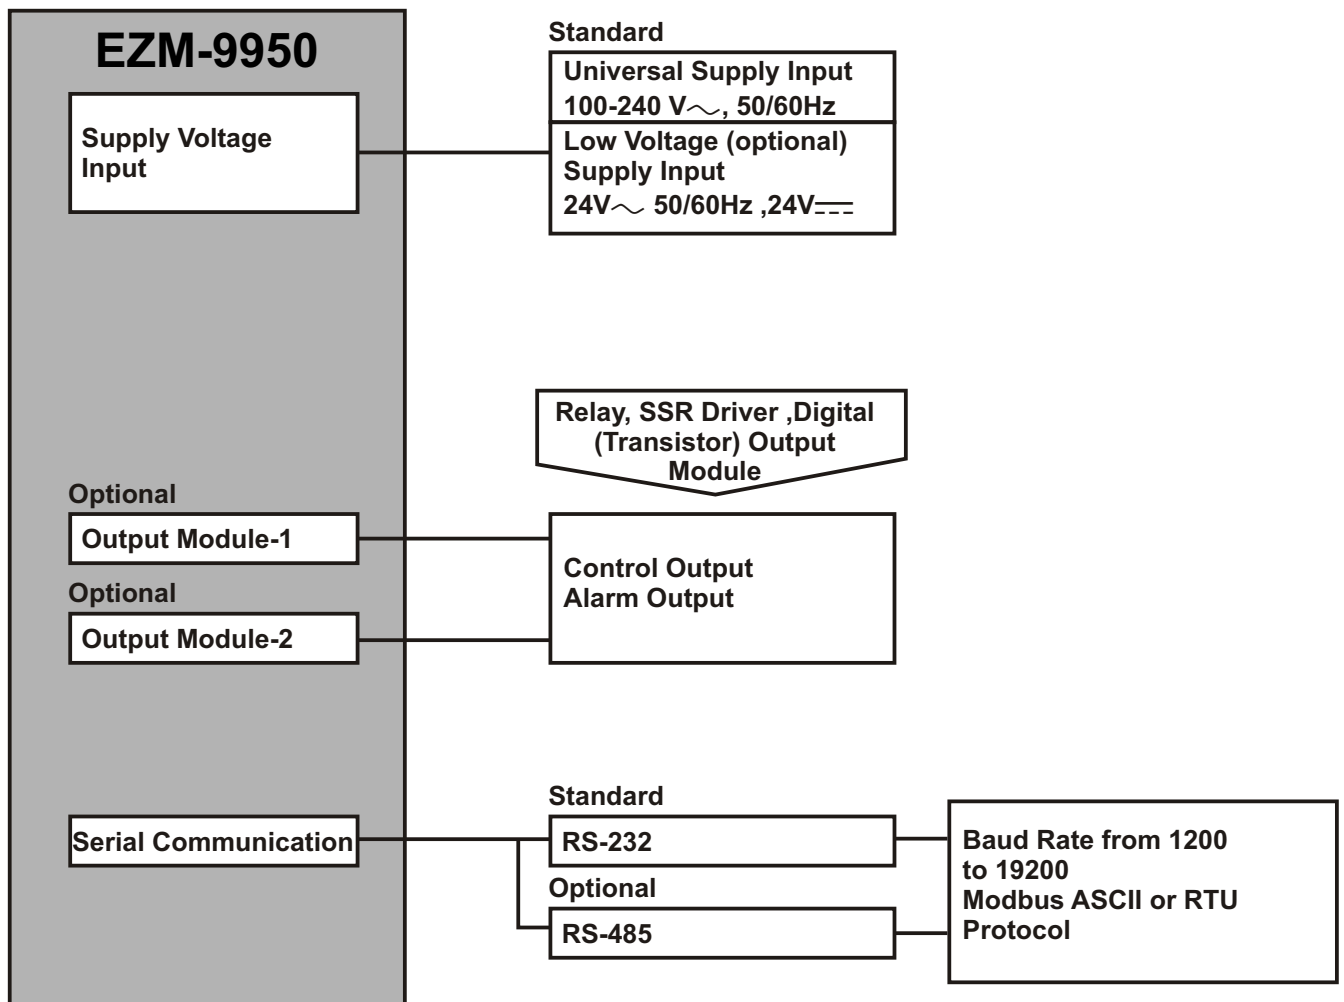 EZM-9950
Supply Voltage
Input
Standard
Universal Supply Input
100-240 V～, 50/60Hz
Low Voltage (optional)
Supply Input
24V～ 50/60Hz ,24V⎓
Relay, SSR Driver ,Digital
(Transistor) Output
Module
Optional
Output Module-1
Optional
Output Module-2
Control Output
Alarm Output
Serial Communication
Standard
RS-232
Optional
RS-485
Baud Rate from 1200
to 19200
Modbus ASCII or RTU
Protocol